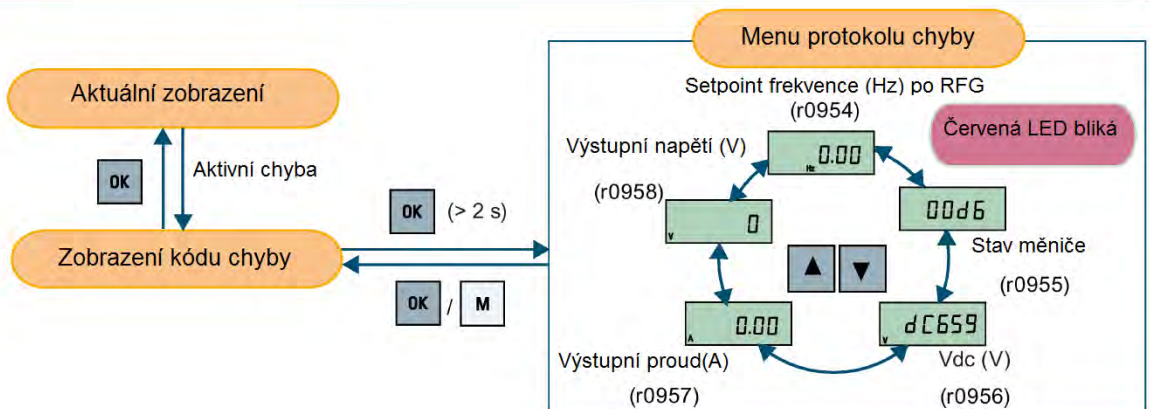 Menu protokolu chyby
Aktuální zobrazení
Setpoint frekvence (Hz) po RFG
(r0954)
Červená LED bliká
Výstupní napětí (V)
0.00
Hz
OK
Aktivní chyba
(r0958)
00d6
OK (> 2 s)
0
V
Stav měniče
Zobrazení kódu chyby
▲ ▼
(r0955)
OK / M
0.00
A
dC659
V
Výstupní proud(A)
Vdc (V)
(r0957)
(r0956)